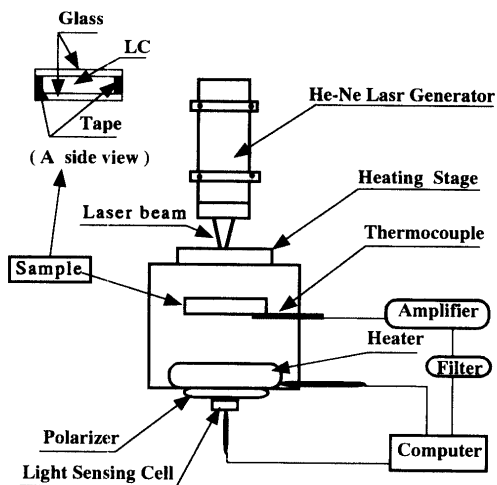 Glass
LC
Tape
( A side view )
He-Ne Lasr Generator
Laser beam
Heating Stage
Thermocouple
Sample
Amplifier
Heater
Filter
Polarizer
Computer
Light Sensing Cell